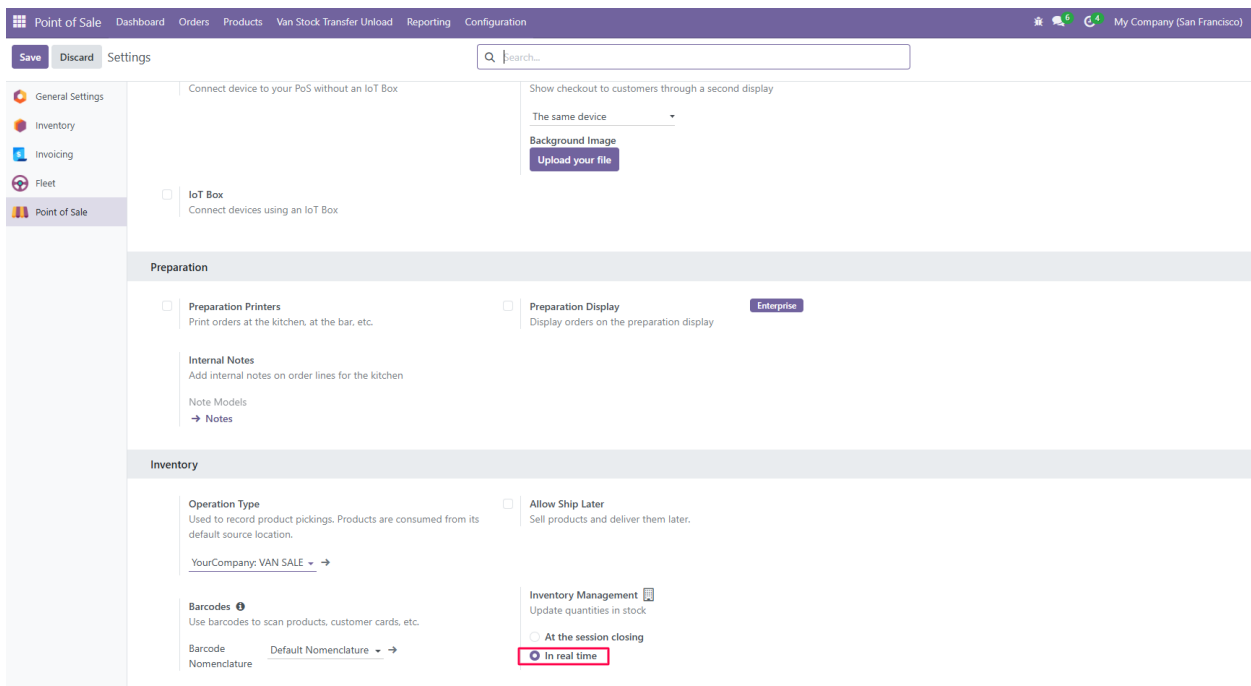 Point of Sale Dashboard Orders Products Van Stock Transfer Unload Reporting Configuration 6 4 My Company (San Francisco)
Save Discard Settings Search...
General Settings
Inventory
Invoicing
Fleet
Point of Sale
Connect device to your PoS without an IoT Box
Show checkout to customers through a second display
The same device
Background Image
Upload your file
IoT Box
Connect devices using an IoT Box
Preparation
Preparation Printers
Print orders at the kitchen, at the bar, etc.
Preparation Display Enterprise
Display orders on the preparation display
Internal Notes
Add internal notes on order lines for the kitchen
Note Models
→ Notes
Inventory
Operation Type
Used to record product pickings. Products are consumed from its
default source location.
YourCompany: VAN SALE →
Allow Ship Later
Sell products and deliver them later.
Barcodes
Use barcodes to scan products, customer cards, etc.
Barcode
Nomenclature
Default Nomenclature →
Inventory Management
Update quantities in stock
At the session closing
In real time